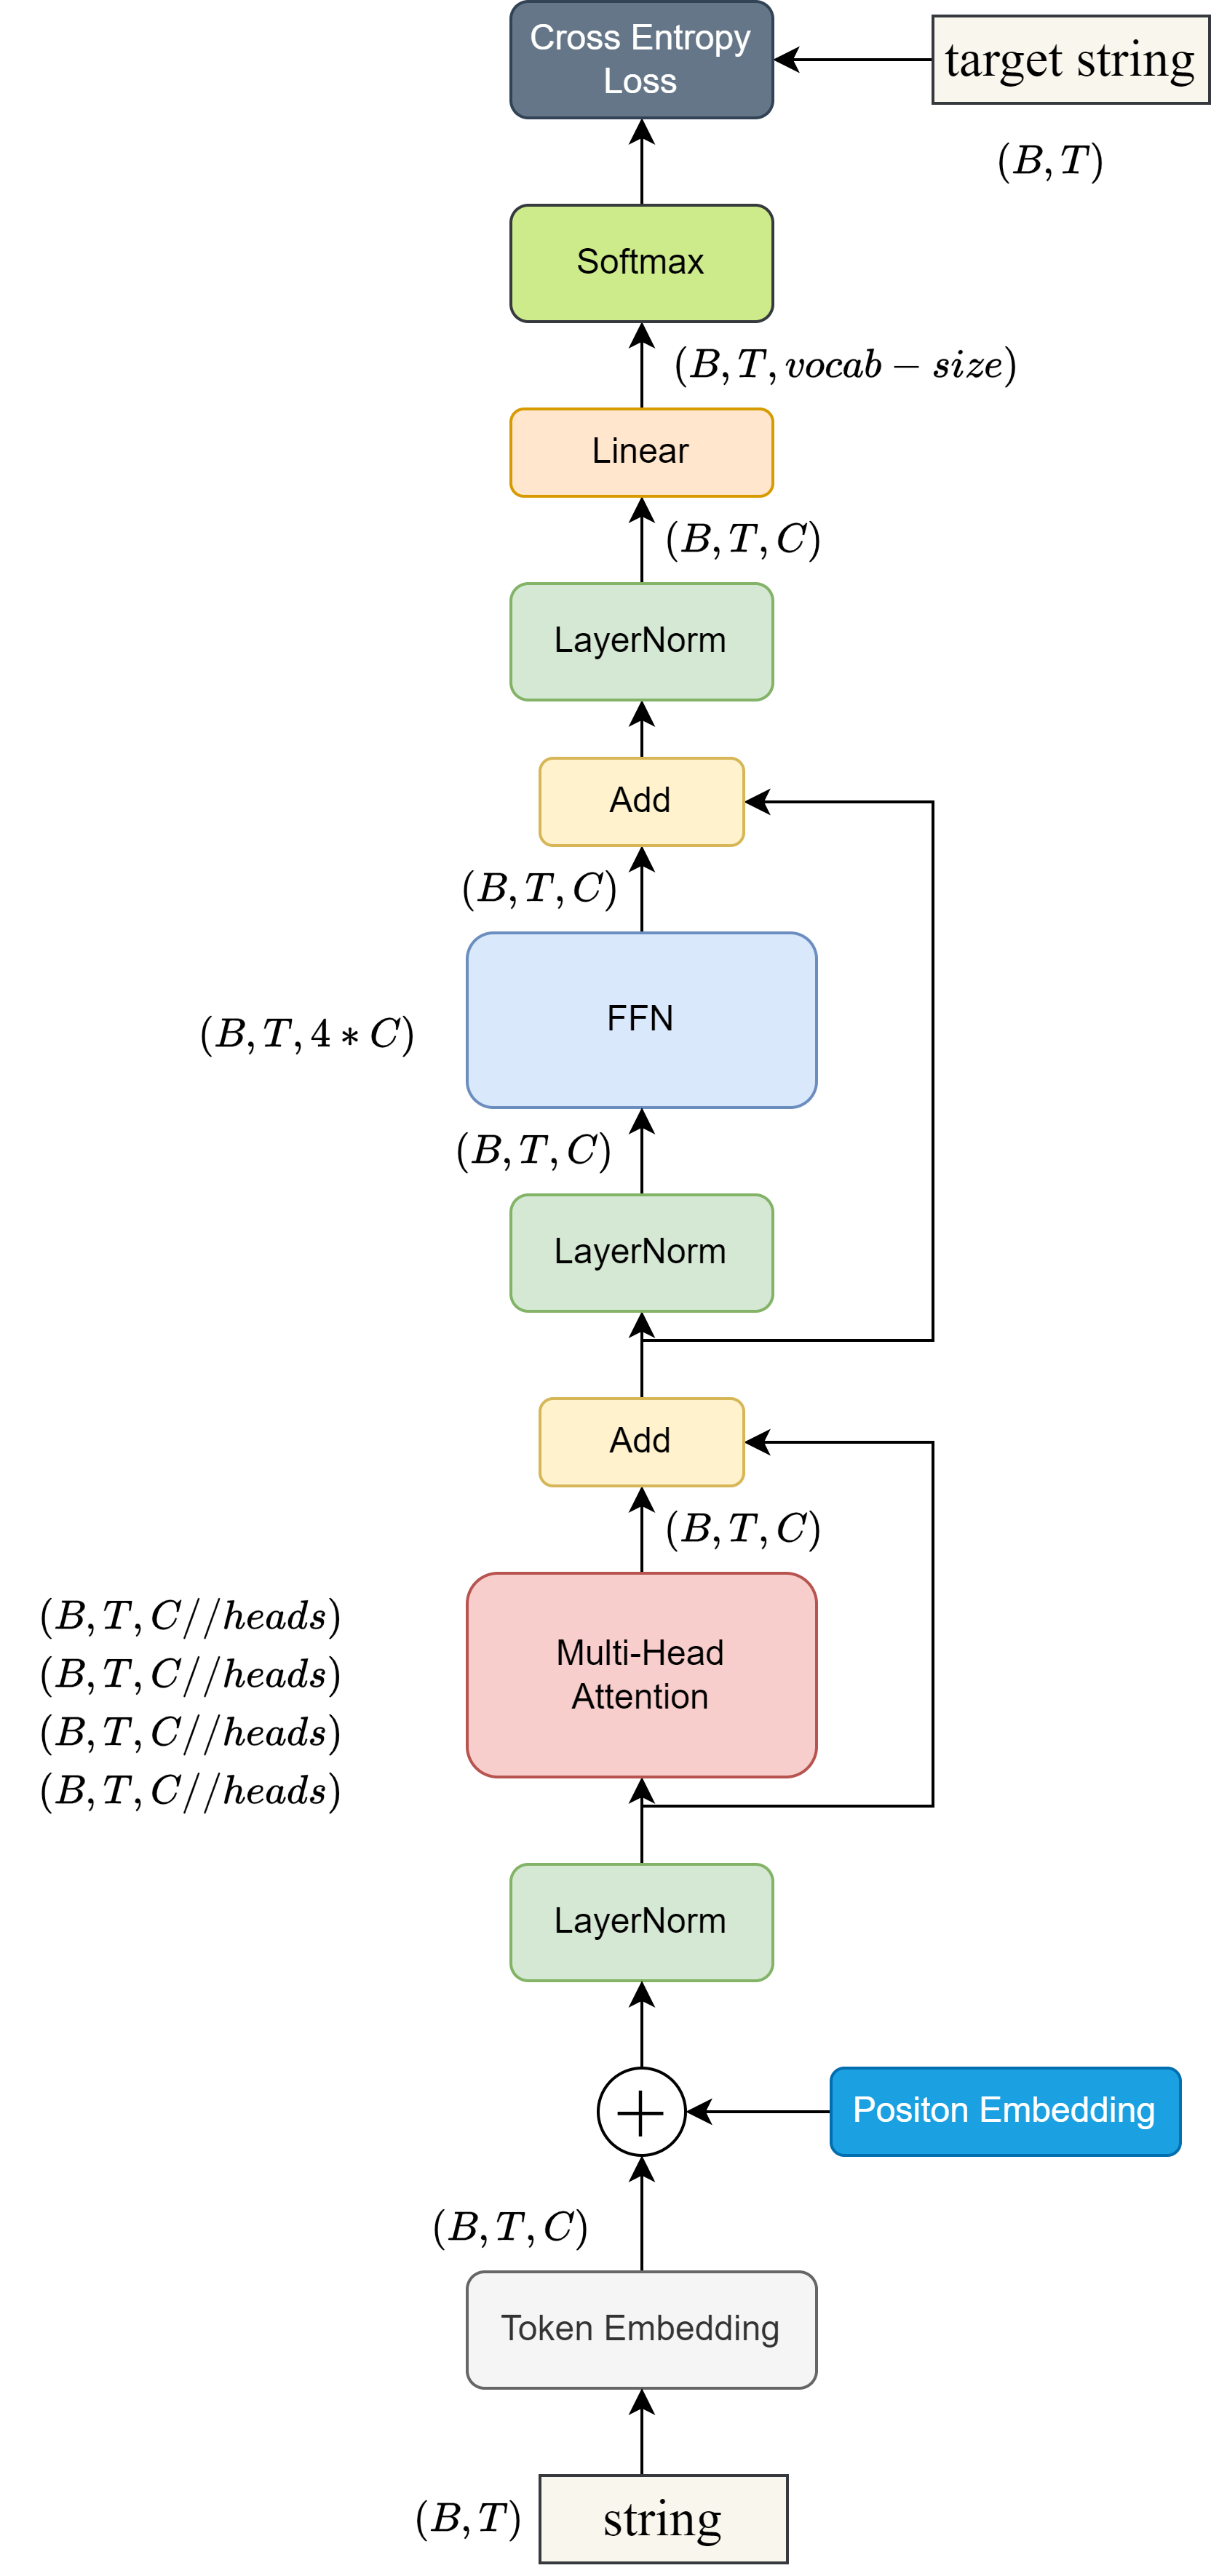 Cross Entropy
Loss
target string
(B, T)
Softmax
(B, T, vocab − size)
Linear
(B, T, C)
LayerNorm
Add
(B, T, C)
FFN
(B, T, 4 ∗ C)
(B, T, C)
LayerNorm
Add
(B, T, C)
(B, T, C//heads)
(B, T, C//heads)
(B, T, C//heads)
(B, T, C//heads)
Multi-Head
Attention
LayerNorm
Positon Embedding
(B, T, C)
Token Embedding
(B, T)
string